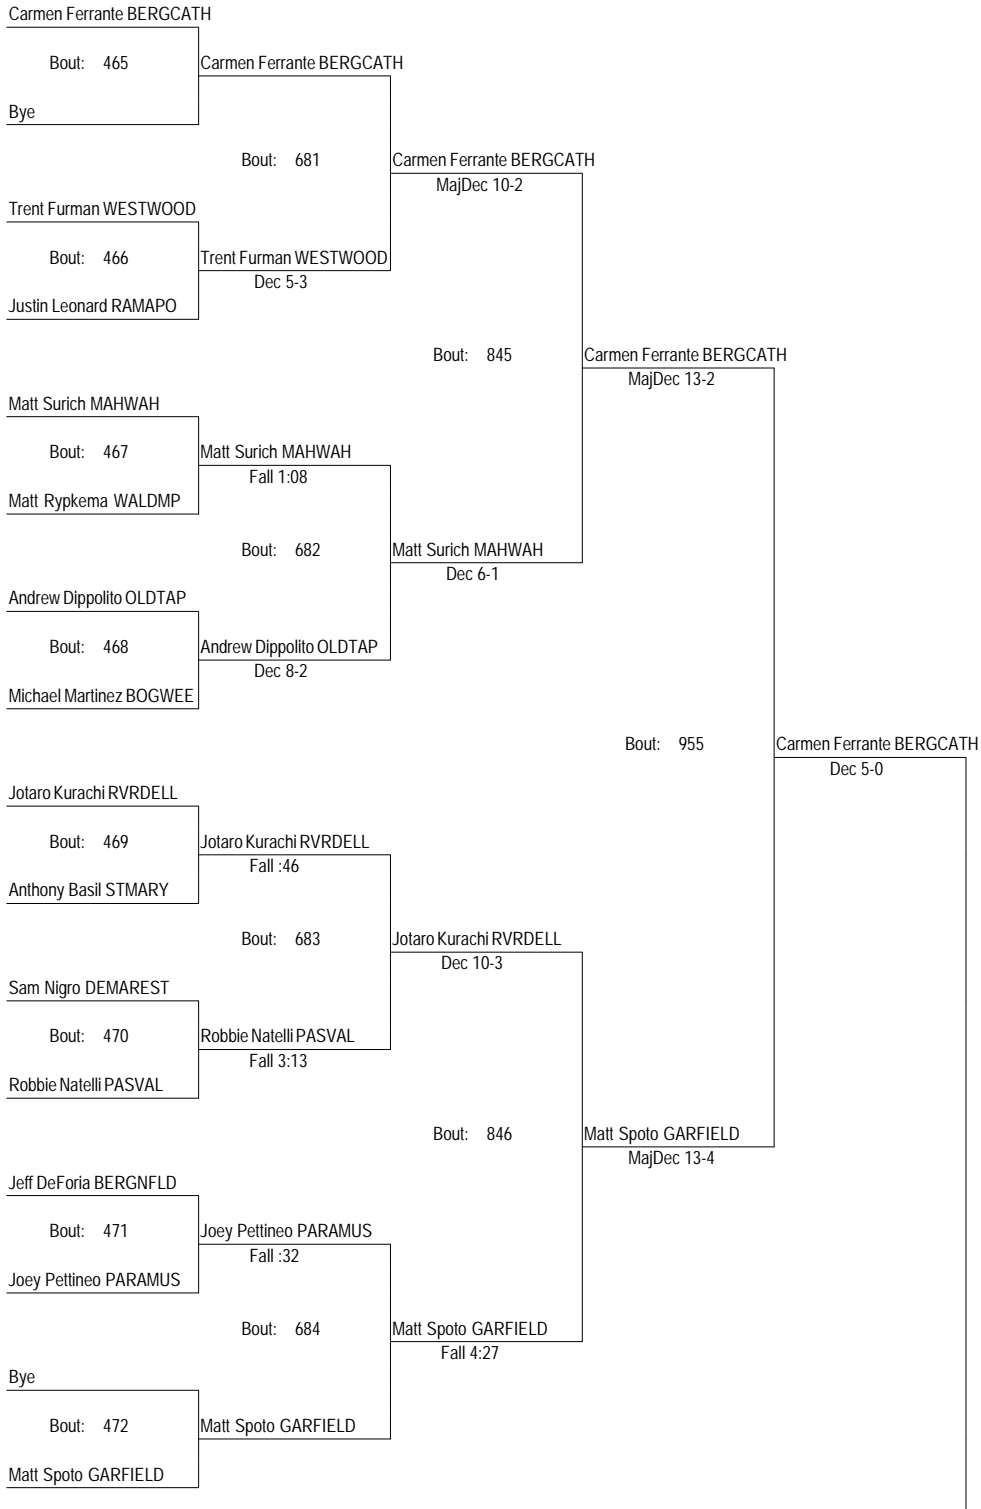 Carmen Ferrante BERGCATH
Bout: 465
Carmen Ferrante BERGCATH
Bye
Bout: 681
Carmen Ferrante BERGCATH
MajDec 10-2
Trent Furman WESTWOOD
Bout: 466
Trent Furman WESTWOOD
Dec 5-3
Justin Leonard RAMAPO
Bout: 845
Carmen Ferrante BERGCATH
MajDec 13-2
Matt Surich MAHWAH
Bout: 467
Matt Surich MAHWAH
Fall 1:08
Matt Rypkema WALDMP
Bout: 682
Matt Surich MAHWAH
Dec 6-1
Andrew Dippolito OLDTAP
Bout: 468
Andrew Dippolito OLDTAP
Dec 8-2
Michael Martinez BOGWEE
Bout: 955
Carmen Ferrante BERGCATH
Dec 5-0
Jotaro Kurachi RVRDELL
Bout: 469
Jotaro Kurachi RVRDELL
Fall :46
Anthony Basil STMARY
Bout: 683
Jotaro Kurachi RVRDELL
Dec 10-3
Sam Nigro DEMAREST
Bout: 470
Robbie Natelli PASVAL
Fall 3:13
Robbie Natelli PASVAL
Bout: 846
Matt Spoto GARFIELD
MajDec 13-4
Jeff DeForia BERGNFLD
Bout: 471
Joey Pettineo PARAMUS
Fall :32
Joey Pettineo PARAMUS
Bout: 684
Matt Spoto GARFIELD
Fall 4:27
Bye
Bout: 472
Matt Spoto GARFIELD
Matt Spoto GARFIELD